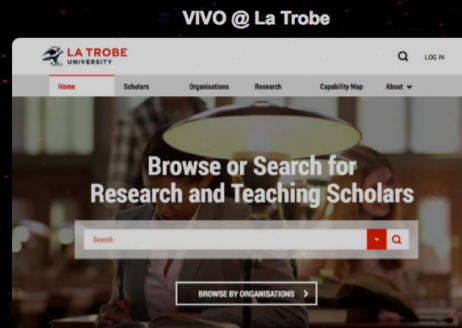 VIVO @ La Trobe
LA TROBE
UNIVERSITY
LOG IN
Home Scholars Organisations Research Capability Map About
Browse or Search for
Research and Teaching Scholars
Search
BROWSE BY ORGANISATIONS